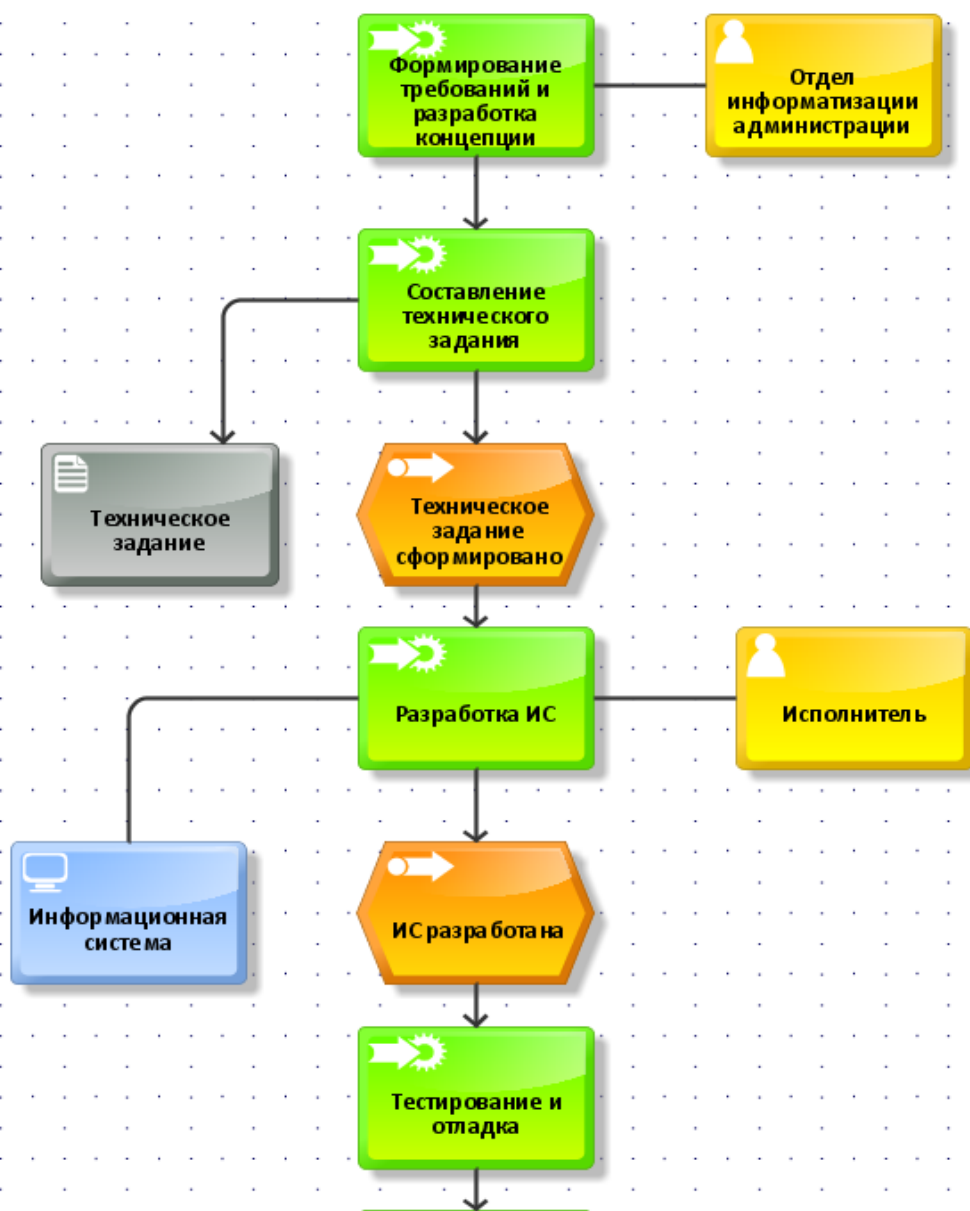 Формирование
требований и
разработка
концепции
Отдел
информатизации
администрации
Составление
технического
задания
Техническое
задание
Техническое
задание
сформировано
Разработка ИС
Исполнитель
Информационная
система
ИС разработана
Тестирование и
отладка